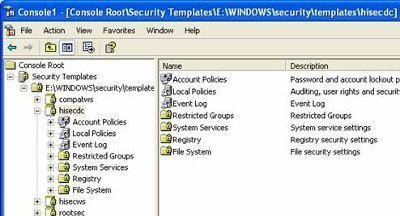 Console1 - [Console Root\Security Templates\E:\WINDOWS\security\templates\hisecdc]
File Action View Favorites Window Help
Console Root
Security Templates
E:\WINDOWS\security\template
compatws
hisecdc
Account Policies
Local Policies
Event Log
Restricted Groups
System Services
Registry
File System
hisecws
rootsec
Name Description
Account Policies Password and account lockout p
Local Policies Auditing, user rights and security
Event Log Event Log
Restricted Groups Restricted Groups
System Services System service settings
Registry Registry security settings
File System File security settings